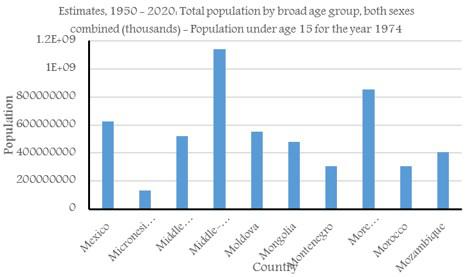 Estimates, 1950 - 2020: Total population by broad age group, both sexes
combined (thousands) - Population under age 15 for the year 1974
1.2E+09
1E+09
800000000
600000000
400000000
200000000
0
Population
Mexico
Micronesi...
Middle...
Middle-...
Moldova
Mongolia
Montenegro
More...
Morocco
Mozambique
Country